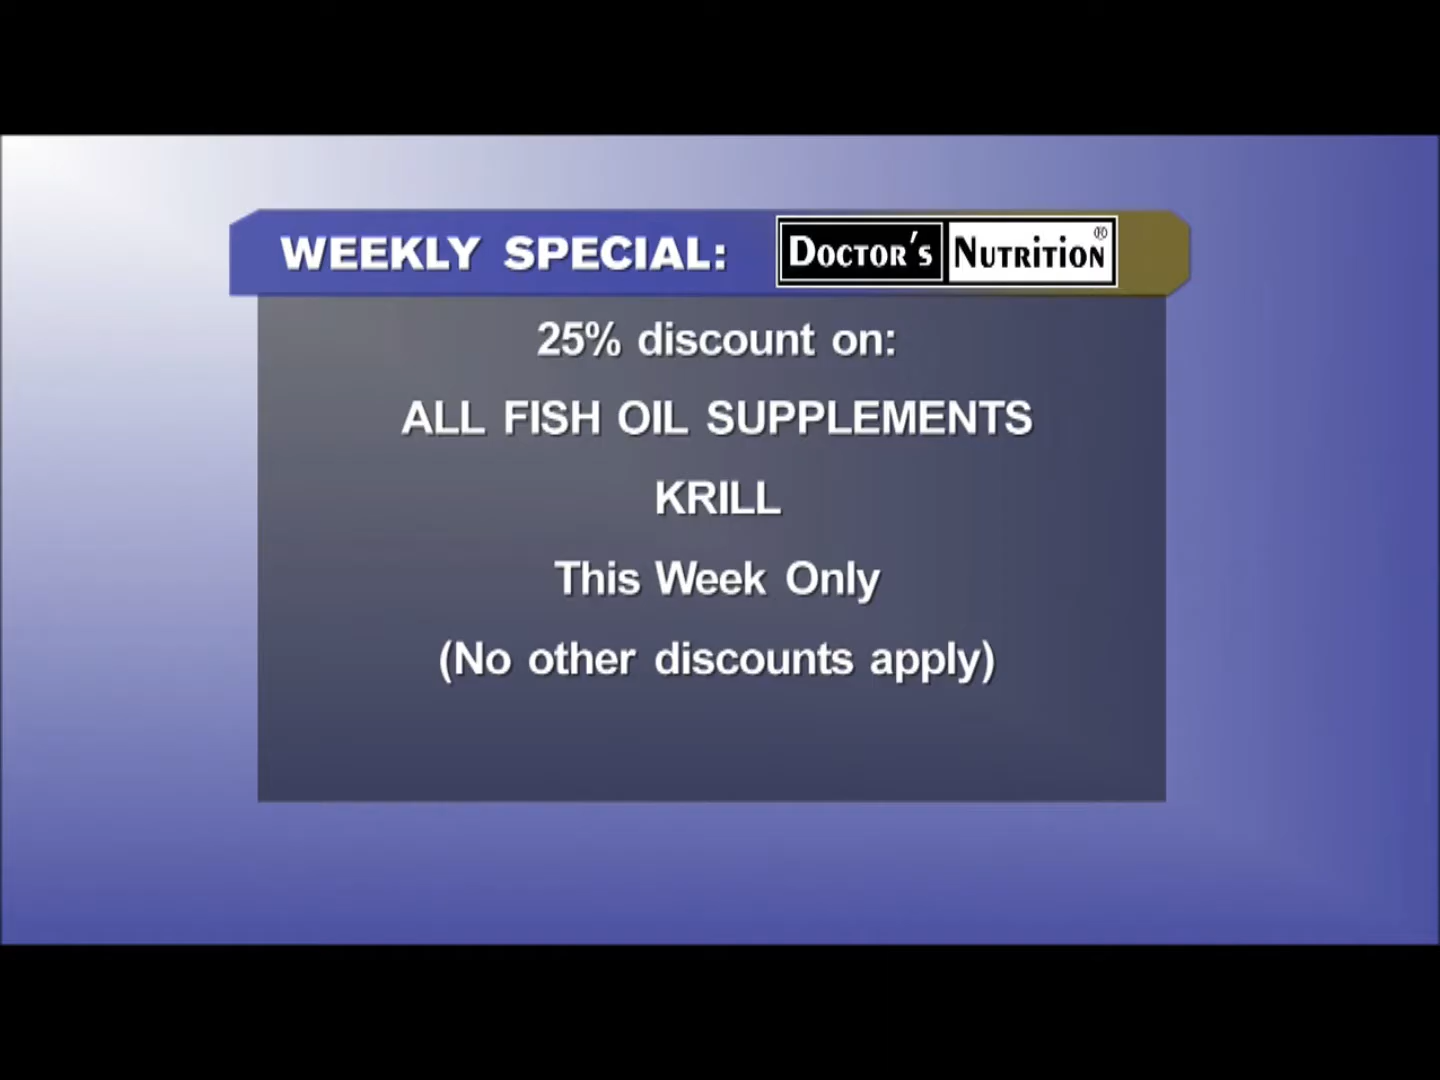 WEEKLY SPECIAL: DOCTOR'S NUTRITION®
25% discount on:
ALL FISH OIL SUPPLEMENTS
KRILL
This Week Only
(No other discounts apply)